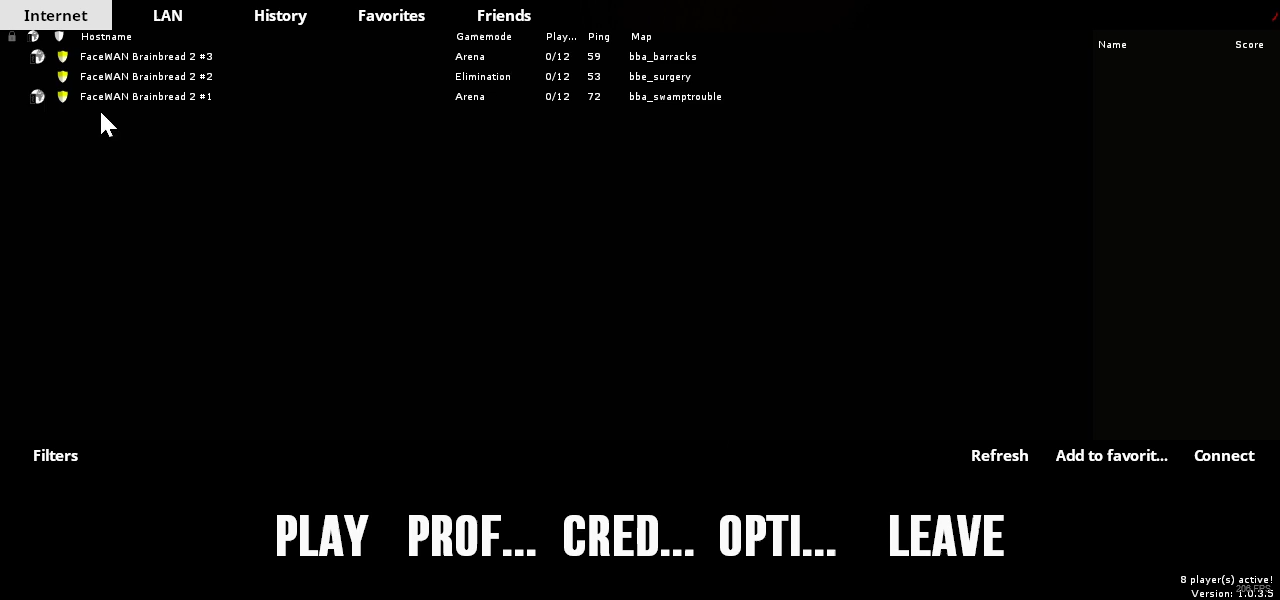 Internet LAN History Favorites Friends
Hostname Gamemode Play... Ping Map
Name Score
FaceWAN Brainbread 2 #3 Arena 0/12 59 bba_barracks
FaceWAN Brainbread 2 #2 Elimination 0/12 53 bbe_surgery
FaceWAN Brainbread 2 #1 Arena 0/12 72 bba_swamptrouble
Filters Refresh Add to favorit... Connect
PLAY PROF... CRED... OPTI... LEAVE
8 player(s) active!
206 FPS
Version: 1.0.3.5